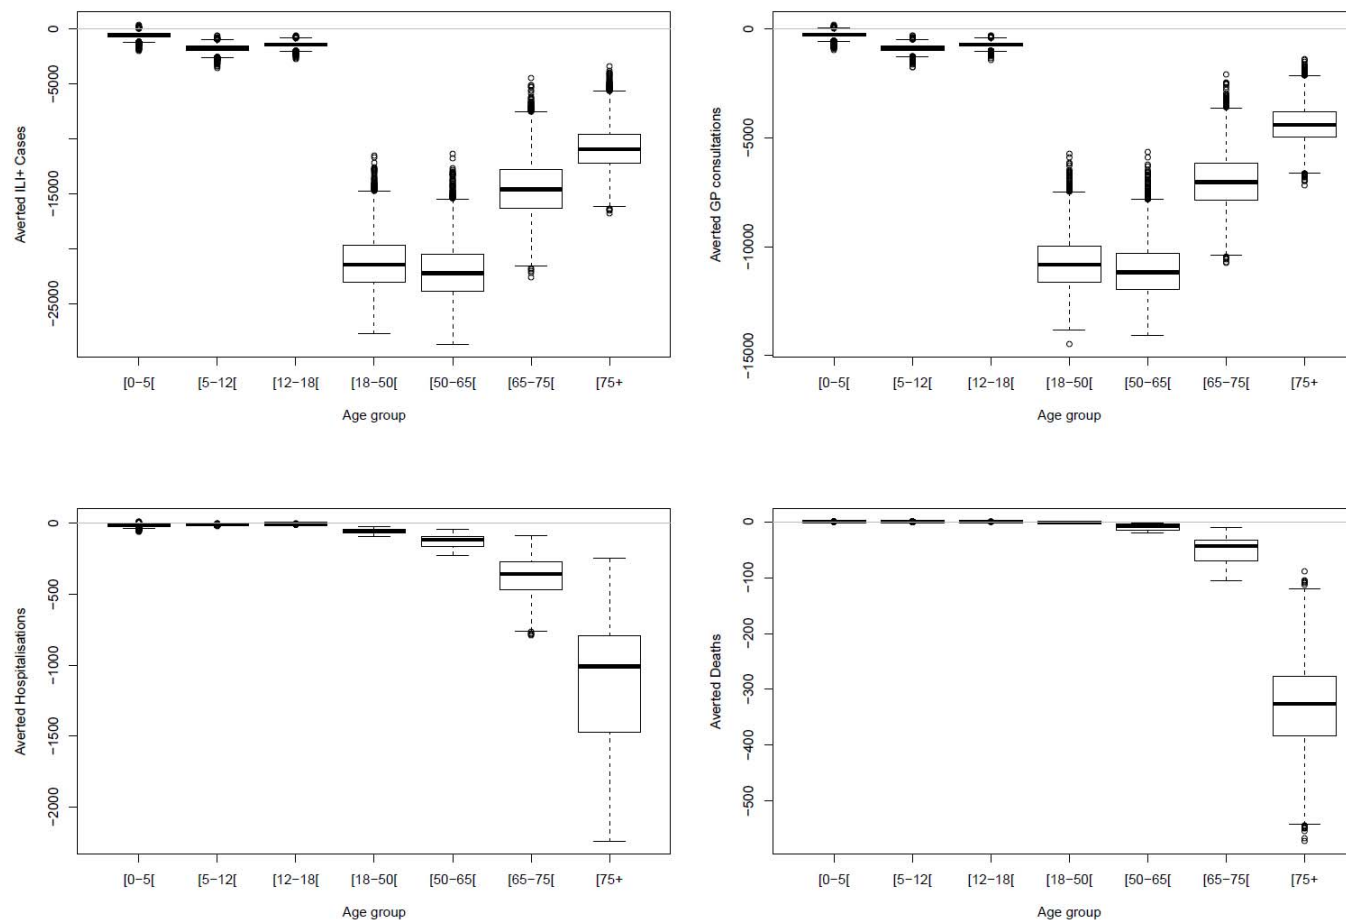 Averted ILI+ Cases
0
−5000
−15000
−25000
[0−5[ [5−12[ [12−18[ [18−50[ [50−65[ [65−75[ [75+
Age group
Averted GP consultations
0
−5000
−10000
−15000
[0−5[ [5−12[ [12−18[ [18−50[ [50−65[ [65−75[ [75+
Age group
Averted Hospitalisations
0
−500
−1000
−1500
−2000
[0−5[ [5−12[ [12−18[ [18−50[ [50−65[ [65−75[ [75+
Age group
Averted Deaths
0
−100
−200
−300
−400
−500
[0−5[ [5−12[ [12−18[ [18−50[ [50−65[ [65−75[ [75+
Age group